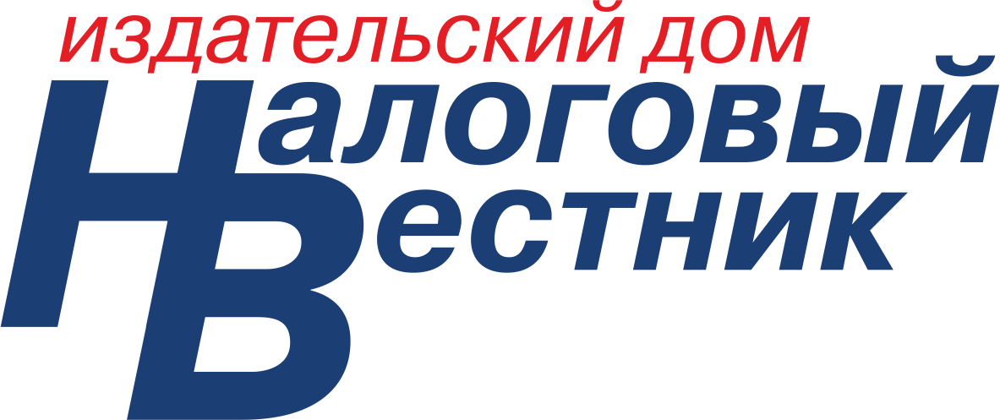 издательский дом
Налоговый
Вестник